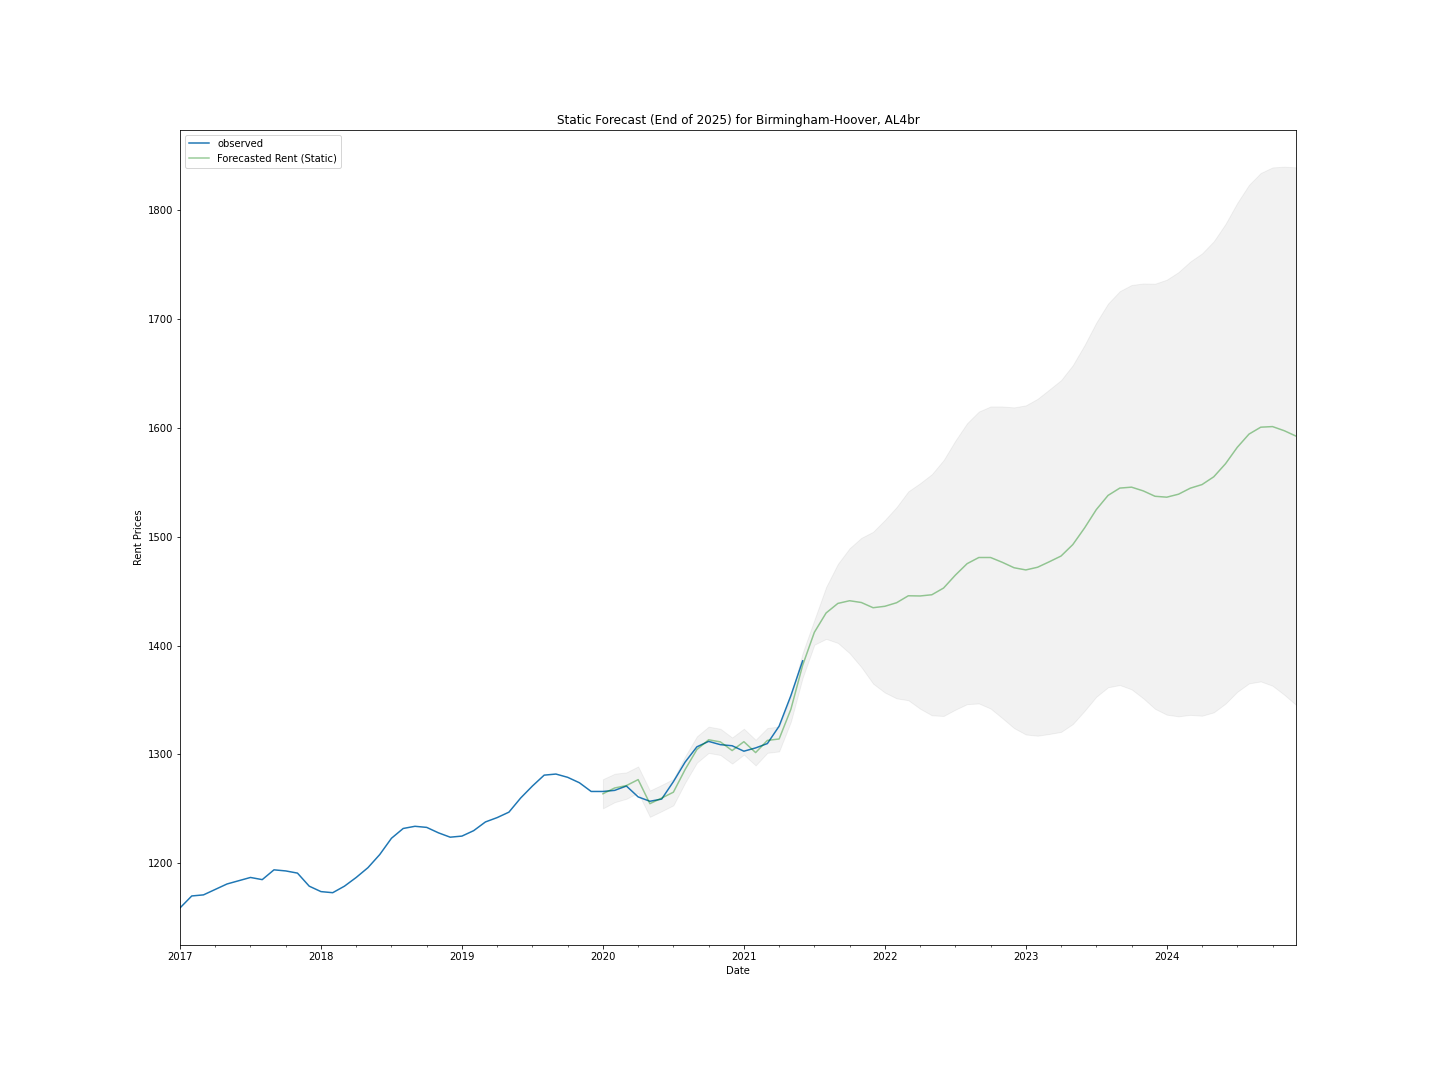 Static Forecast (End of 2025) for Birmingham-Hoover, AL4br
observed
Forecasted Rent (Static)
1800
1700
1600
1500
1400
1300
1200
Rent Prices
2017 2018 2019 2020 2021 2022 2023 2024
Date